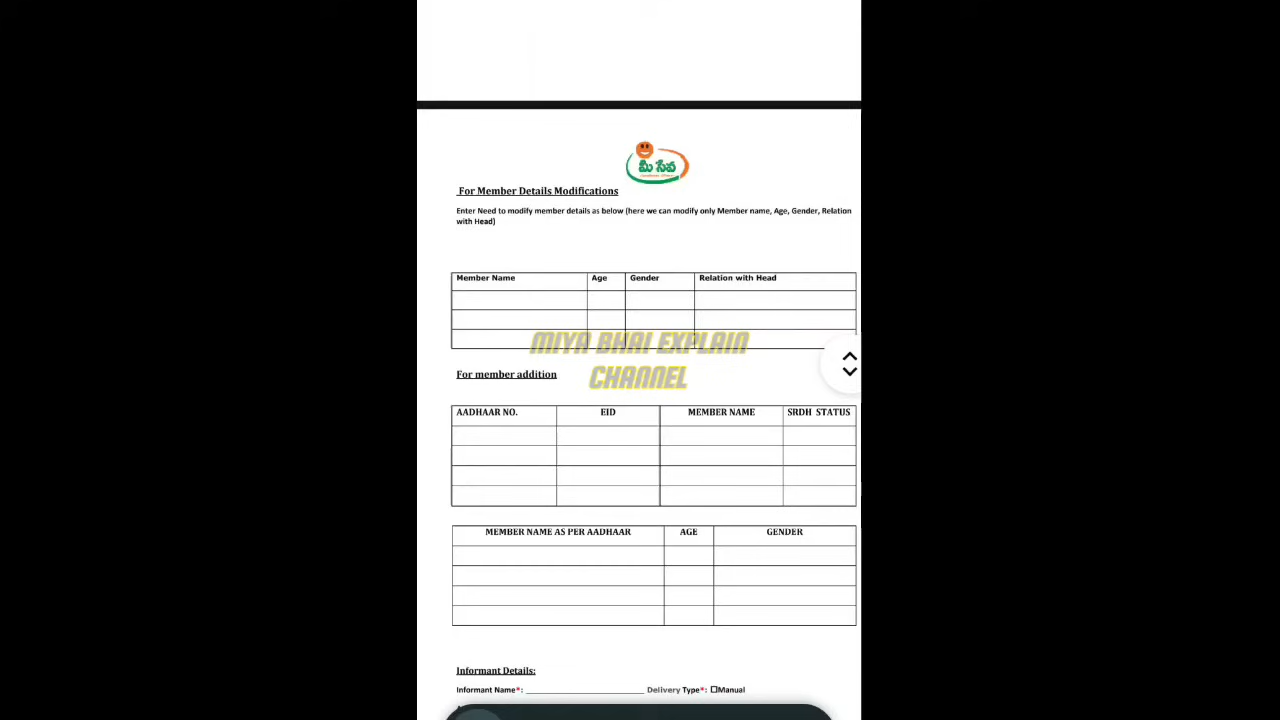 మీ సేవ
For Member Details Modifications
Enter Need to modify member details as below (here we can modify only Member name, Age, Gender, Relation
with Head)
Member Name Age Gender Relation with Head
MIYA BHAI EXPLAIN
CHANNEL
For member addition
AADHAAR NO. EID MEMBER NAME SRDH STATUS
MEMBER NAME AS PER AADHAAR AGE GENDER
Informant Details:
Informant Name*: ____________________ Delivery Type*: ☐Manual